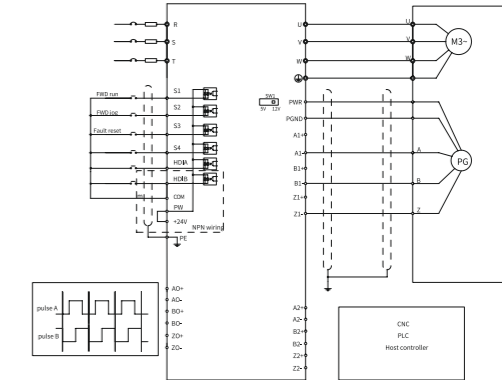 R
S
T
S1
FWD run
S2
FWD jog
S3
Fault reset
S4
HDIA
HDIB
COM
PW
+24V
NPN wiring
PE
AO+
AO-
BO+
BO-
ZO+
ZO-
pulse A
pulse B
SW1
5V 12V
U
V
W
PWR
PGND
A1+
A1-
B1+
B1-
Z1+
Z1-
A2+
A2-
B2+
B2-
Z2+
Z2-
U
V
W
M3~
A
B
Z
PG
CNC
PLC
Host controller